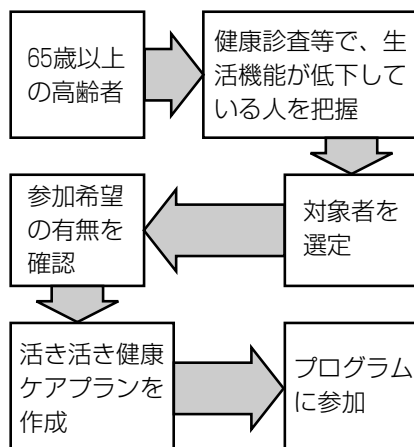 65歳以上
の高齢者
健康診査等で、生
活機能が低下して
いる人を把握
対象者を
選定
参加希望
の有無を
確認
活き活き健康
ケアプランを
作成
プログラム
に参加